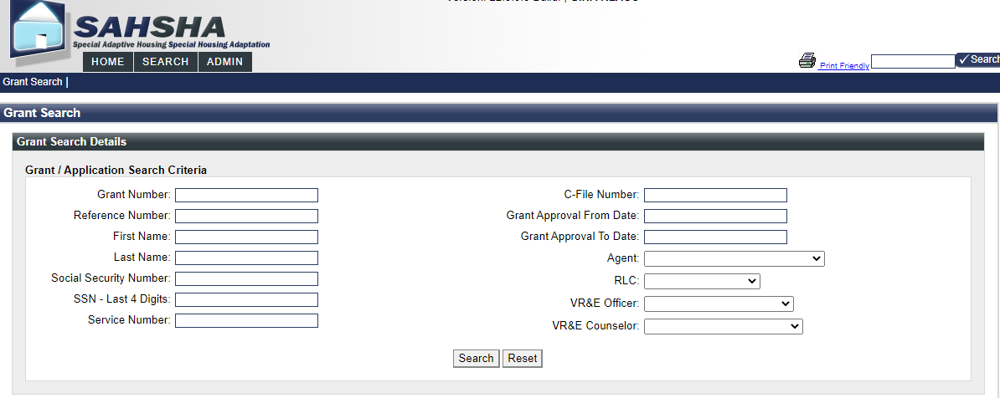 SAHSHA
Special Adaptive Housing Special Housing Adaptation
HOME SEARCH ADMIN
Print Friendly
Search
Grant Search |
Grant Search
Grant Search Details
Grant / Application Search Criteria
Grant Number:
Reference Number:
First Name:
Last Name:
Social Security Number:
SSN - Last 4 Digits:
Service Number:
C-File Number:
Grant Approval From Date:
Grant Approval To Date:
Agent:
RLC:
VR&E Officer:
VR&E Counselor:
Search Reset